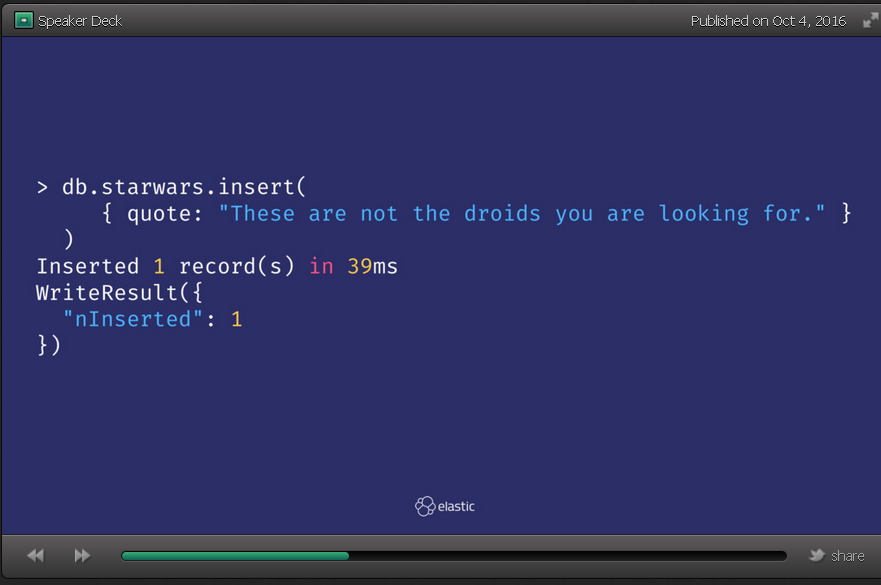 Speaker Deck Published on Oct 4, 2016
> db.starwars.insert(
{ quote: "These are not the droids you are looking for." }
)
Inserted 1 record(s) in 39ms
WriteResult({
"nInserted": 1
})
elastic
share